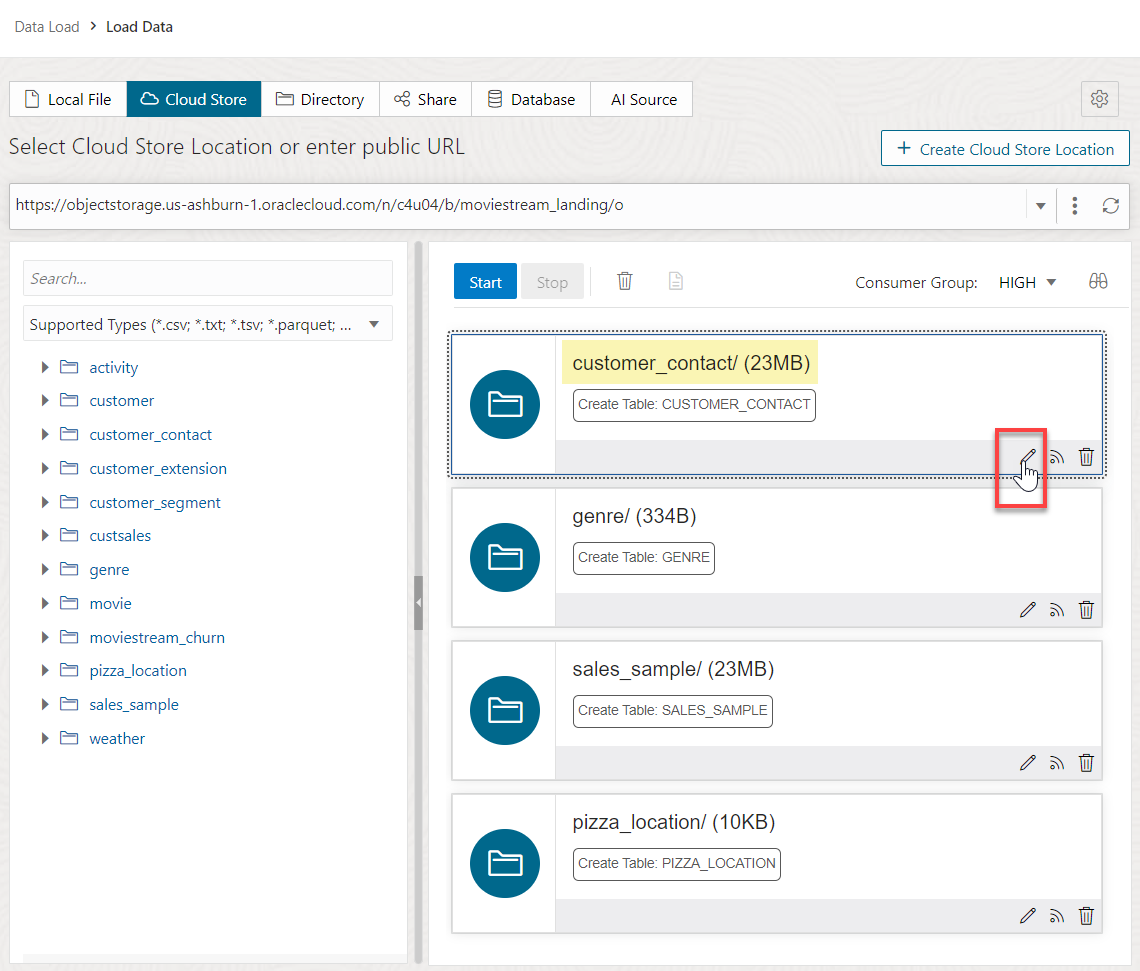 Data Load > Load Data
Local File Cloud Store Directory Share Database AI Source
Select Cloud Store Location or enter public URL
+ Create Cloud Store Location
https://objectstorage.us-ashburn-1.oraclecloud.com/n/c4u04/b/moviestream_landing/o
Search...
Supported Types (*.csv; *.txt; *.tsv; *.parquet; ...
activity
customer
customer_contact
customer_extension
customer_segment
custsales
genre
movie
moviestream_churn
pizza_location
sales_sample
weather
Start Stop Consumer Group: HIGH
customer_contact/ (23MB)
Create Table: CUSTOMER_CONTACT
genre/ (334B)
Create Table: GENRE
sales_sample/ (23MB)
Create Table: SALES_SAMPLE
pizza_location/ (10KB)
Create Table: PIZZA_LOCATION